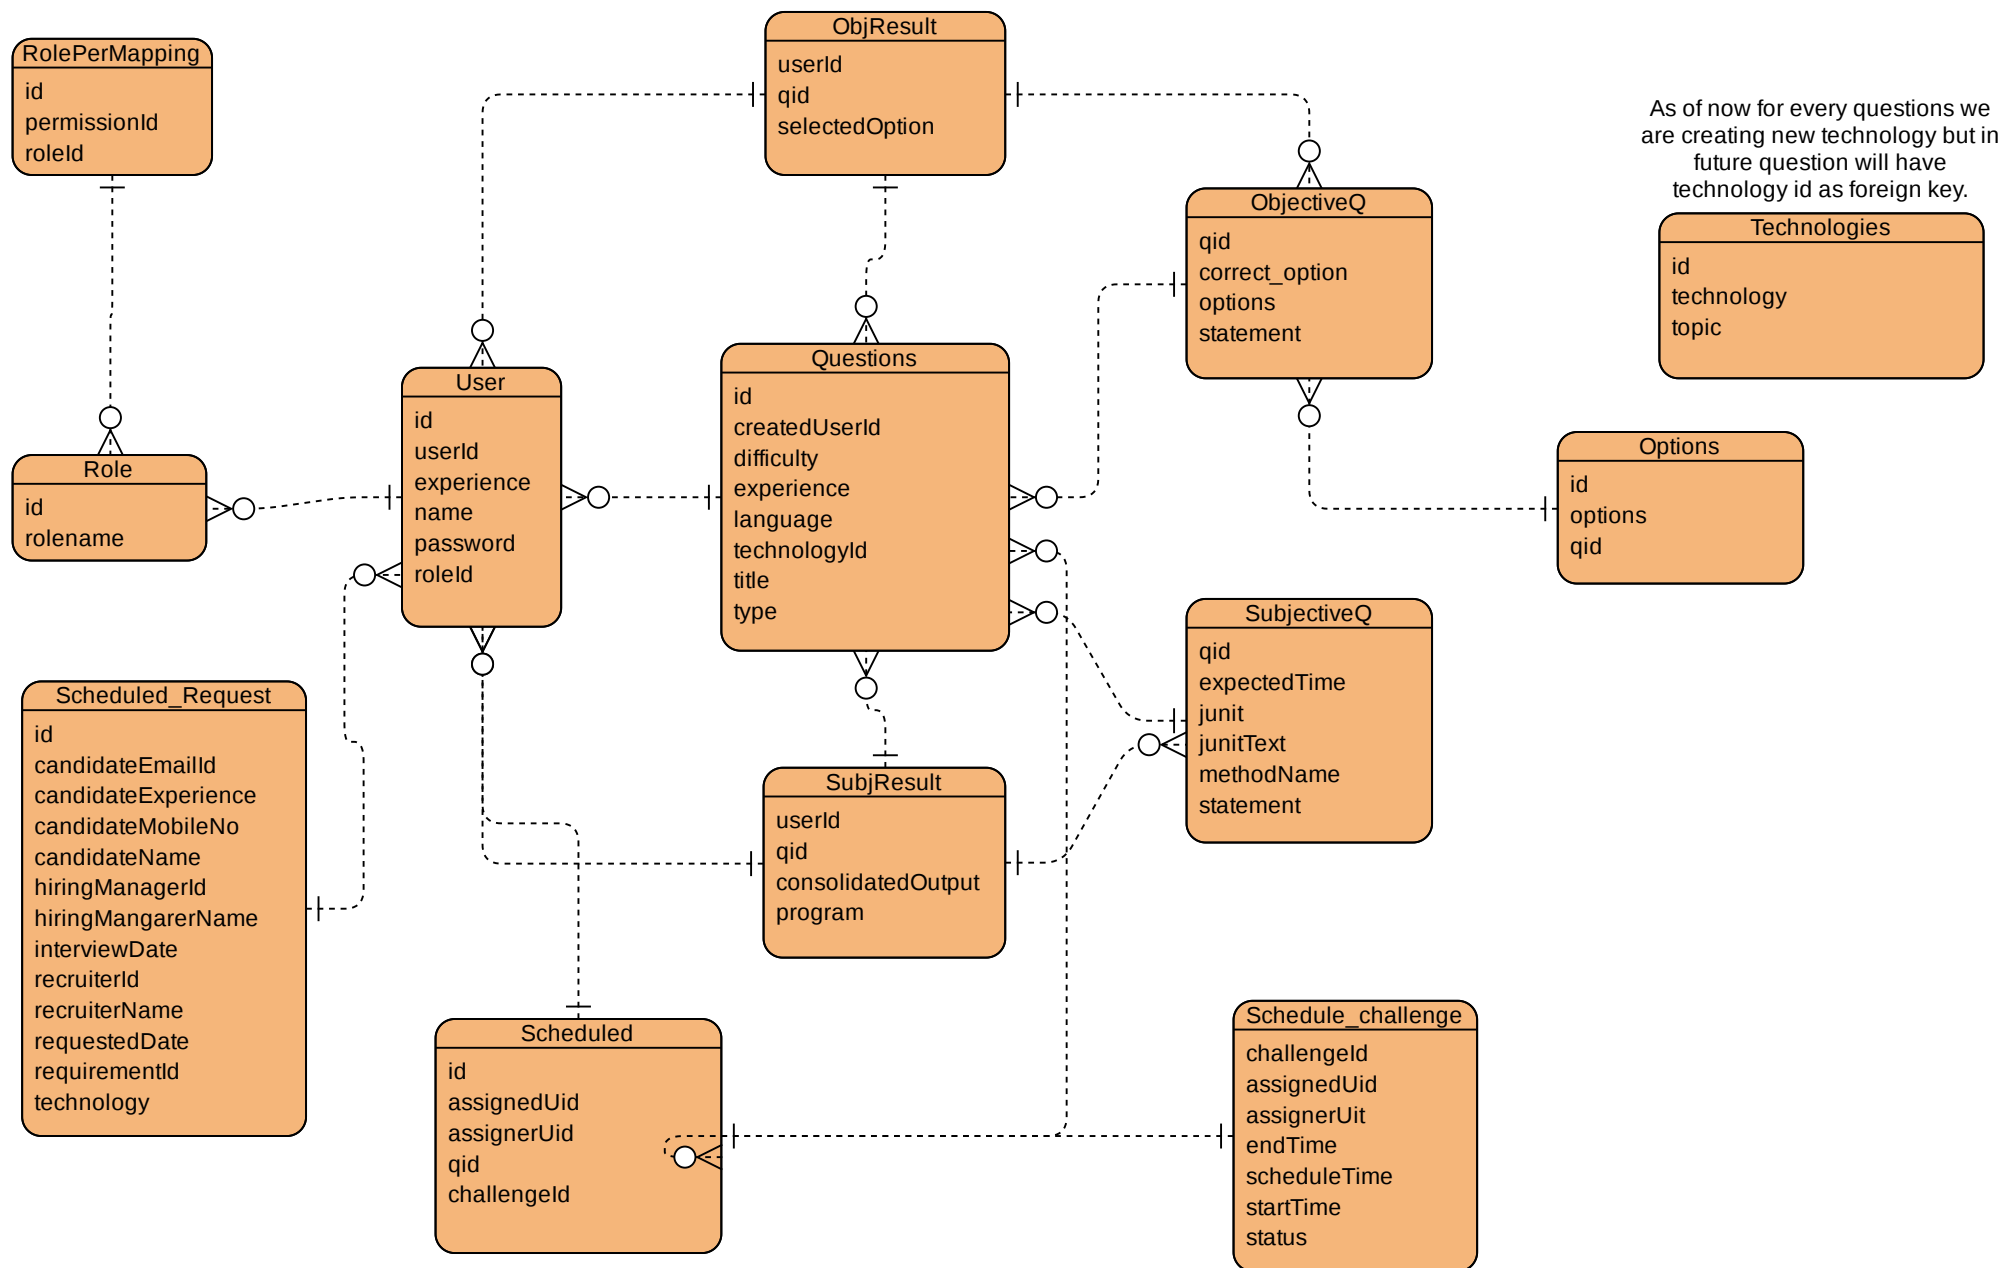 RolePerMapping
id
permissionId
roleId
ObjResult
userId
qid
selectedOption
As of now for every questions we
are creating new technology but in
future question will have
technology id as foreign key.
ObjectiveQ
qid
correct_option
options
statement
Technologies
id
technology
topic
User
id
userId
experience
name
password
roleId
Questions
id
createdUserId
difficulty
experience
language
technologyId
title
type
Role
id
rolename
Options
id
options
qid
SubjectiveQ
qid
expectedTime
junit
junitText
methodName
statement
Scheduled_Request
id
candidateEmailId
candidateExperience
candidateMobileNo
candidateName
hiringManagerId
hiringMangarerName
interviewDate
recruiterId
recruiterName
requestedDate
requirementId
technology
SubjResult
userId
qid
consolidatedOutput
program
Scheduled
id
assignedUid
assignerUid
qid
challengeId
Schedule_challenge
challengeId
assignedUid
assignerUit
endTime
scheduleTime
startTime
status